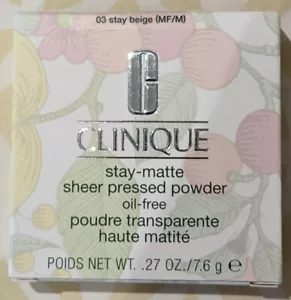 03 stay beige (MF/M)
C
CLINIQUE
stay-matte
sheer pressed powder
oil-free
poudre transparente
haute matité
POIDS NET WT. .27 OZ./7.6 g ℮